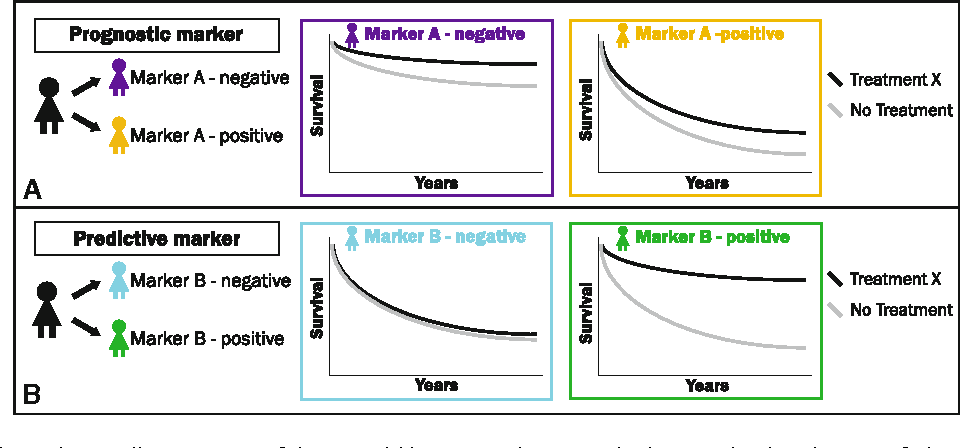 Prognostic marker
Marker A - negative
Marker A - positive
A
Marker A - negative
Survival
Years
Marker A -positive
Survival
Years
Treatment X
No Treatment
Predictive marker
Marker B - negative
Marker B - positive
B
Marker B - negative
Survival
Years
Marker B - positive
Survival
Years
Treatment X
No Treatment